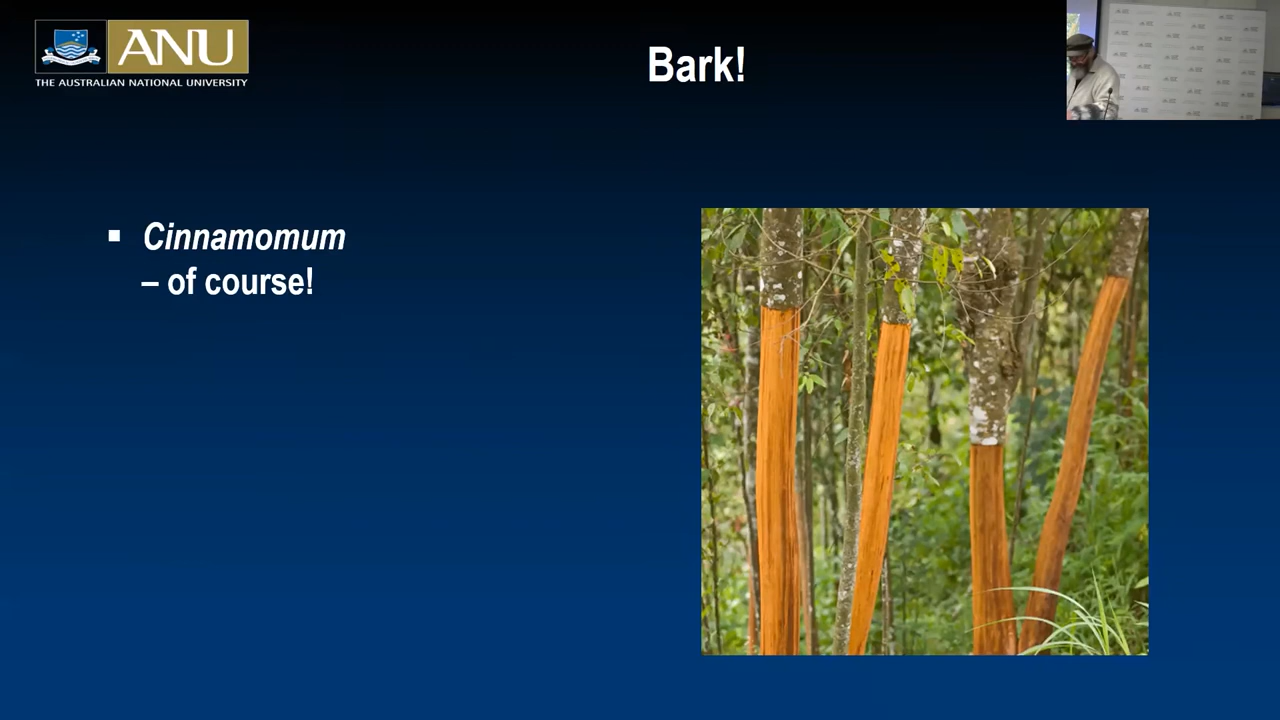 ANU
THE AUSTRALIAN NATIONAL UNIVERSITY
Bark!
▪ Cinnamomum
– of course!